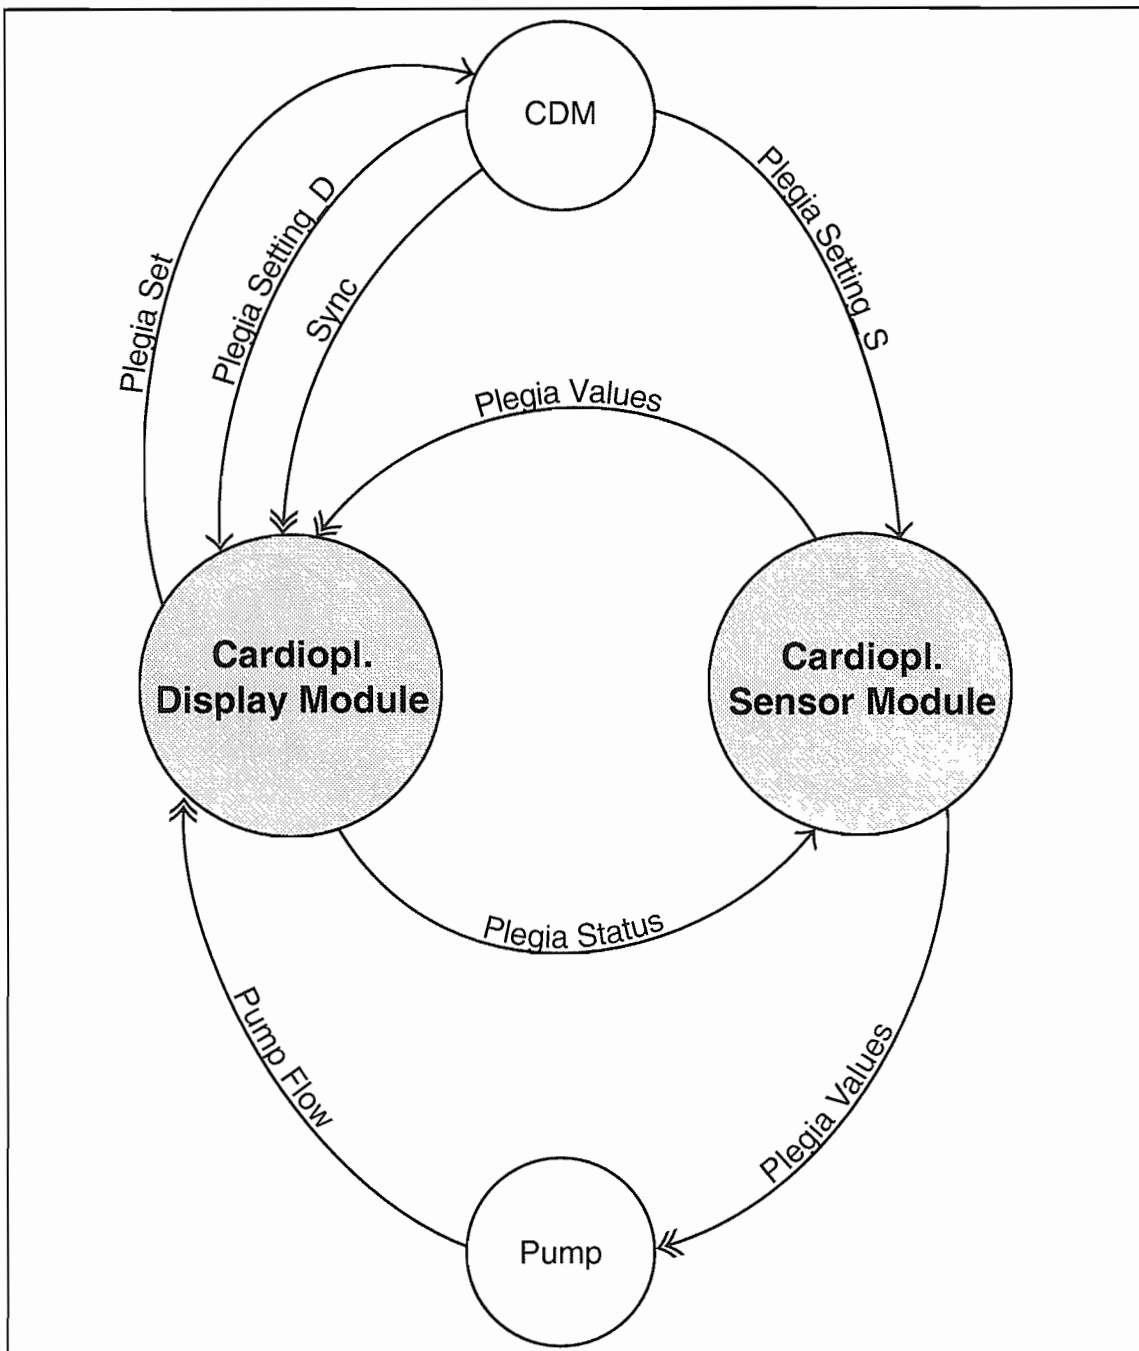 CDM
Plegia Set
Plegia Setting_D
Sync
Plegia Setting_S
Plegia Values
Cardiopl.
Display Module
Cardiopl.
Sensor Module
Plegia Status
Pump Flow
Plegia Values
Pump